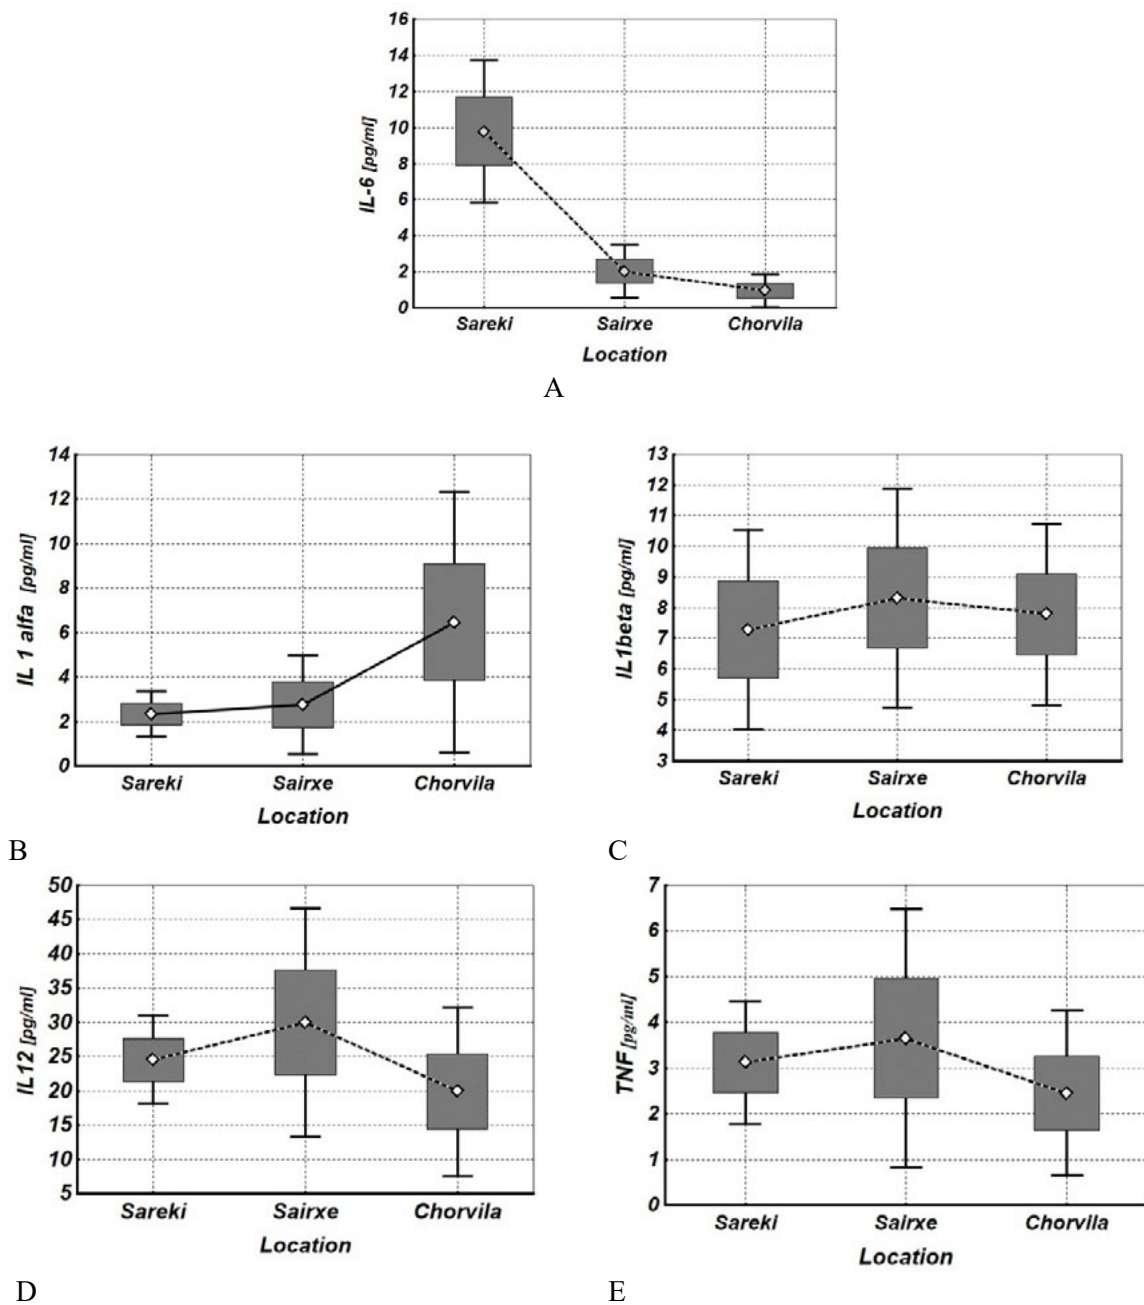 16
14
12
10
8
6
4
2
0
IL-6 [pg/ml]
Sareki Sairxe Chorvila
Location
A
14
12
10
8
6
4
2
0
IL 1 alfa [pg/ml]
Sareki Sairxe Chorvila
Location
B
13
12
11
10
9
8
7
6
5
4
3
IL1beta [pg/ml]
Sareki Sairxe Chorvila
Location
C
50
45
40
35
30
25
20
15
10
5
IL12 [pg/ml]
Sareki Sairxe Chorvila
Location
D
7
6
5
4
3
2
1
0
TNF [pg/ml]
Sareki Sairxe Chorvila
Location
E